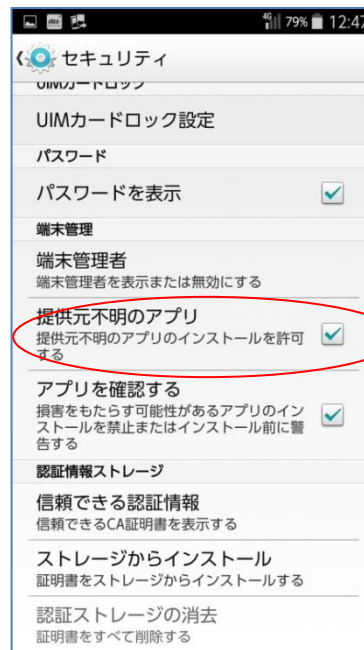 au 4G 79% 12:47
セキュリティ
UIMカードロック
UIMカードロック設定
パスワード
パスワードを表示
端末管理
端末管理者
端末管理者を表示または無効にする
提供元不明のアプリ
提供元不明のアプリのインストールを許可
する
アプリを確認する
損害をもたらす可能性があるアプリのイン
ストールを禁止またはインストール前に警
告する
認証情報ストレージ
信頼できる認証情報
信頼できるCA証明書を表示する
ストレージからインストール
証明書をストレージからインストールする
認証ストレージの消去
証明書をすべて削除する